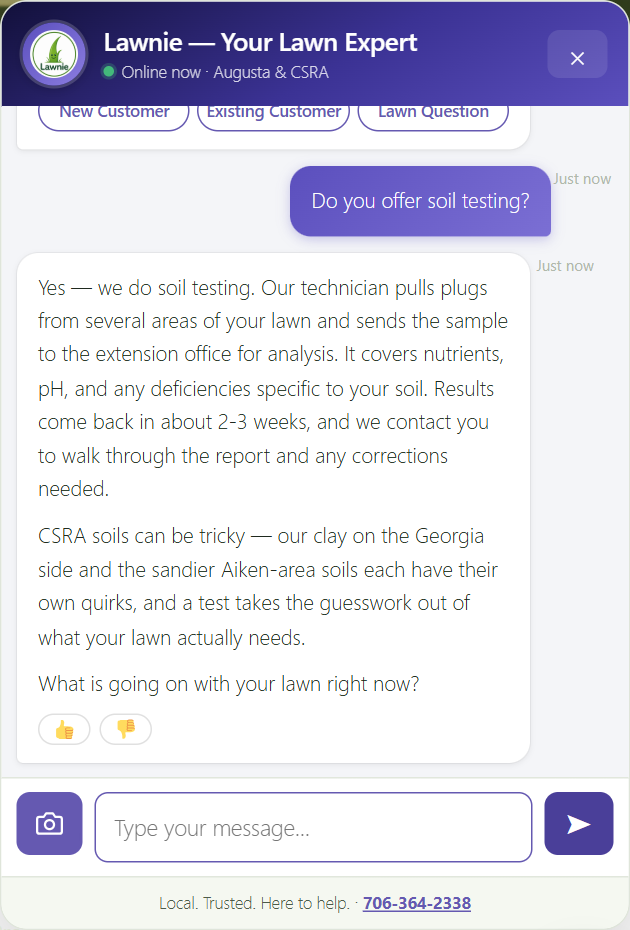 Lawnie
Lawnie — Your Lawn Expert
Online now · Augusta & CSRA
New Customer
Existing Customer
Lawn Question
Do you offer soil testing?
Just now
Just now
Yes — we do soil testing. Our technician pulls plugs
from several areas of your lawn and sends the sample
to the extension office for analysis. It covers nutrients,
pH, and any deficiencies specific to your soil. Results
come back in about 2-3 weeks, and we contact you
to walk through the report and any corrections
needed.
CSRA soils can be tricky — our clay on the Georgia
side and the sandier Aiken-area soils each have their
own quirks, and a test takes the guesswork out of
what your lawn actually needs.
What is going on with your lawn right now?
Type your message...
Local. Trusted. Here to help. · 706-364-2338